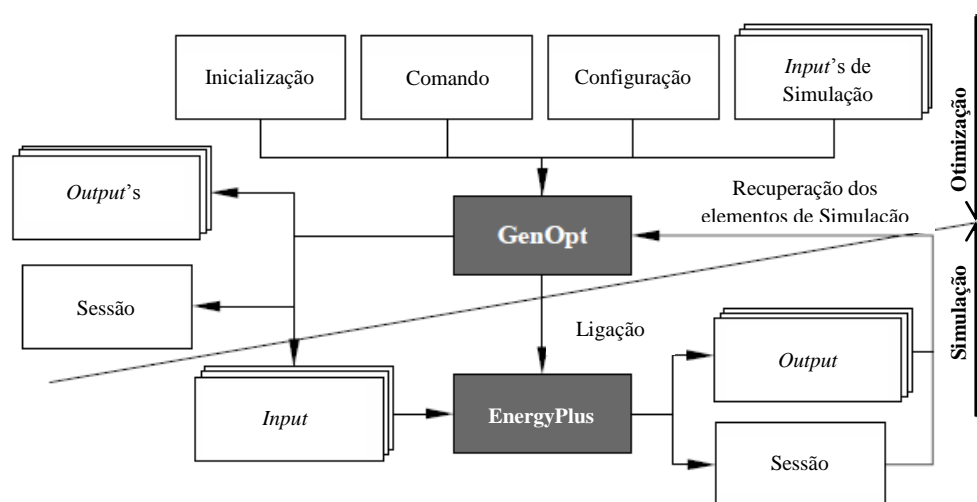 Inicialização
Comando
Configuração
Input's de
Simulação
Otimização
Output's
Recuperação dos
elementos de Simulação
GenOpt
Sessão
Simulação
Ligação
Output
Input
EnergyPlus
Sessão